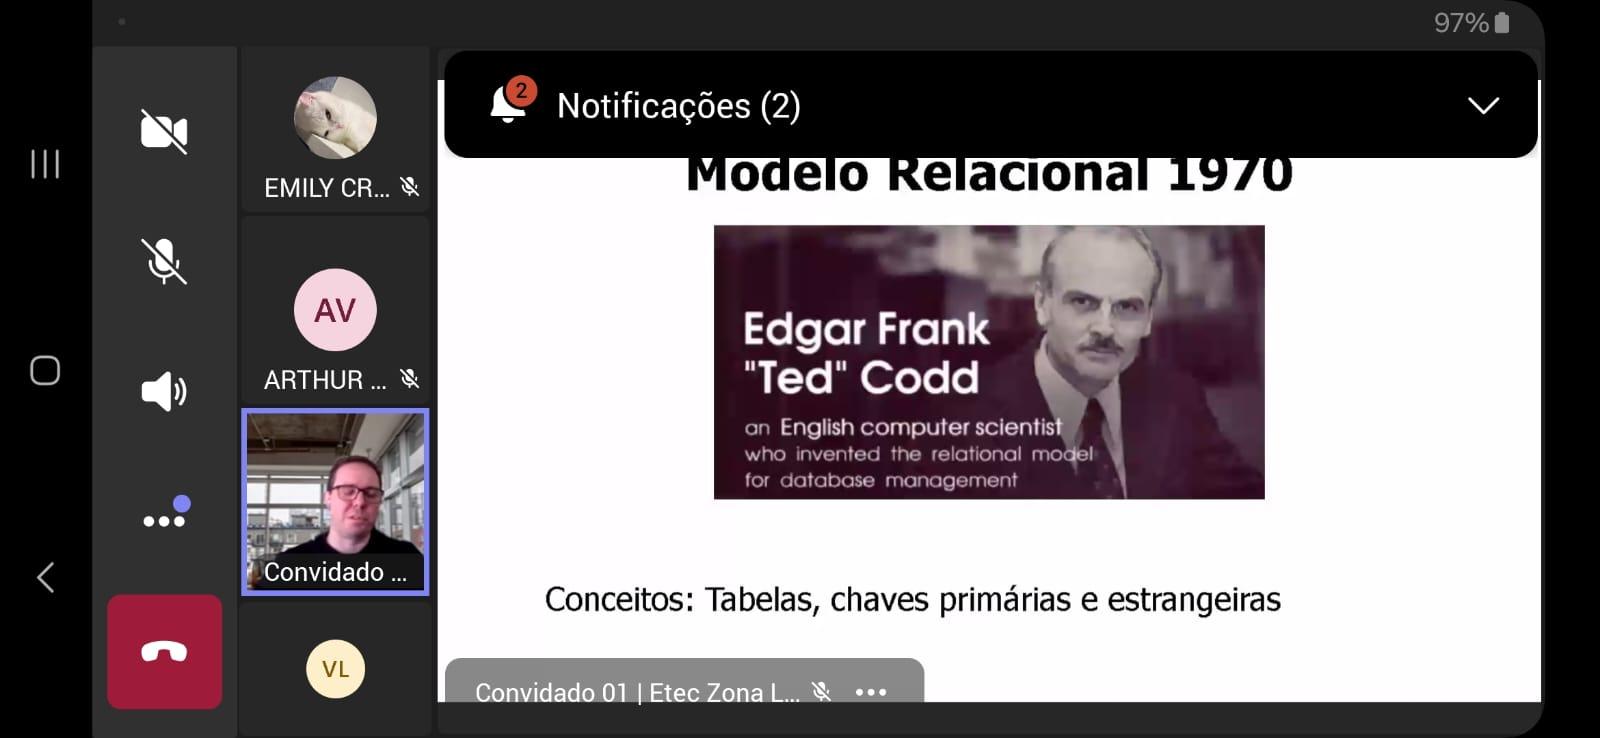 97%
2
Notificações (2)
EMILY CR...
AV
ARTHUR ...
Convidado ...
VL
Modelo Relacional 1970
Edgar Frank
"Ted" Codd
an English computer scientist
who invented the relational model
for database management
Conceitos: Tabelas, chaves primárias e estrangeiras
Convidado 01 | Etec Zona L...